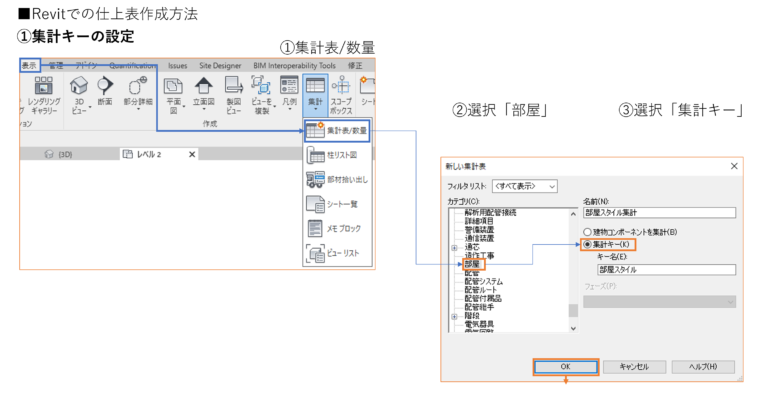 ■Revitでの仕上表作成方法
①集計キーの設定
①集計表/数量
表示 管理 アドイン Quantification Issues Site Designer BIM Interoperability Tools 修正
レンダリング ギャラリー
3D ビュー
断面
部分詳細
平面図
立面図
製図 ビュー
ビューを 複製
凡例
集計
スコープ ボックス
シート
作成
集計表/数量
柱リスト図
部材拾い出し
シート一覧
メモ ブロック
ビュー リスト
{3D}
レベル 2
②選択「部屋」
③選択「集計キー」
新しい集計表
フィルタリスト: <すべて表示>
カテゴリ(C):
解析用配管接続
詳細項目
警備装置
通信装置
通芯
造作工事
部屋
配管
配管システム
配管ルート
配管付属品
配管継手
階段
電気器具
名前(N):
部屋スタイル集計
建物コンポーネントを集計(B)
集計キー(K)
キー名(E):
部屋スタイル
フェーズ(P):
OK キャンセル ヘルプ(H)